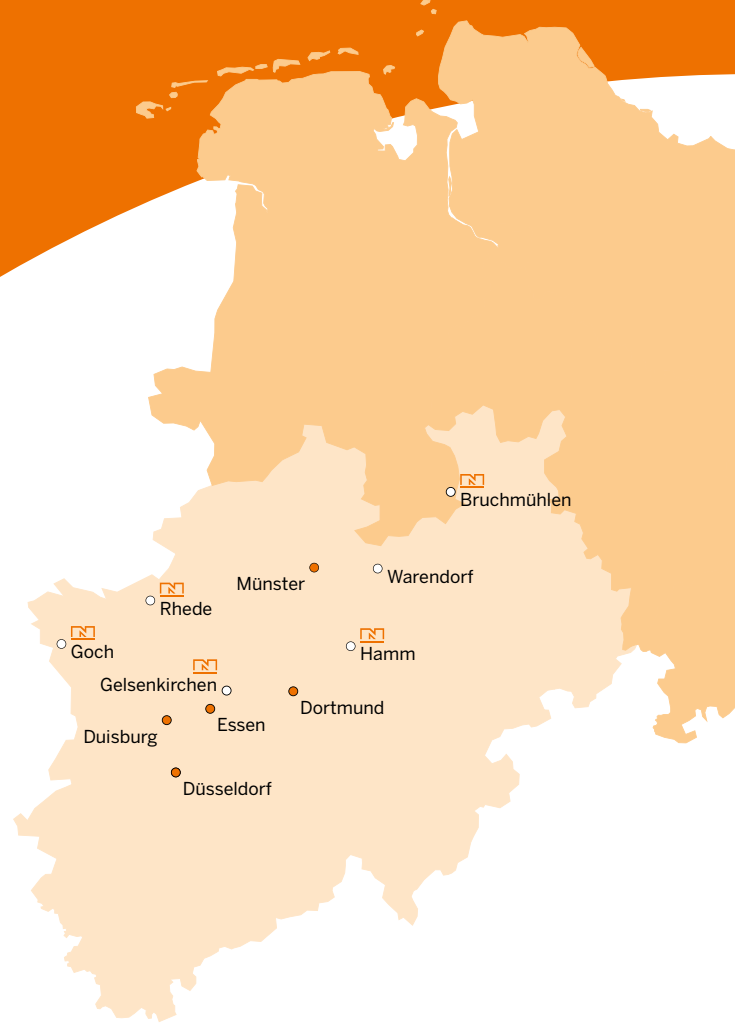 Bruchmühlen
Münster
Warendorf
Rhede
Goch
Hamm
Gelsenkirchen
Dortmund
Essen
Duisburg
Düsseldorf